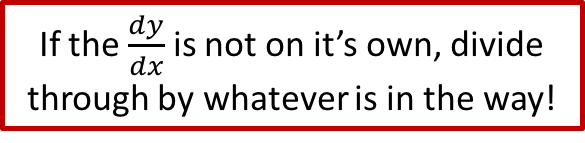 If the dy/dx is not on it's own, divide
through by whatever is in the way!